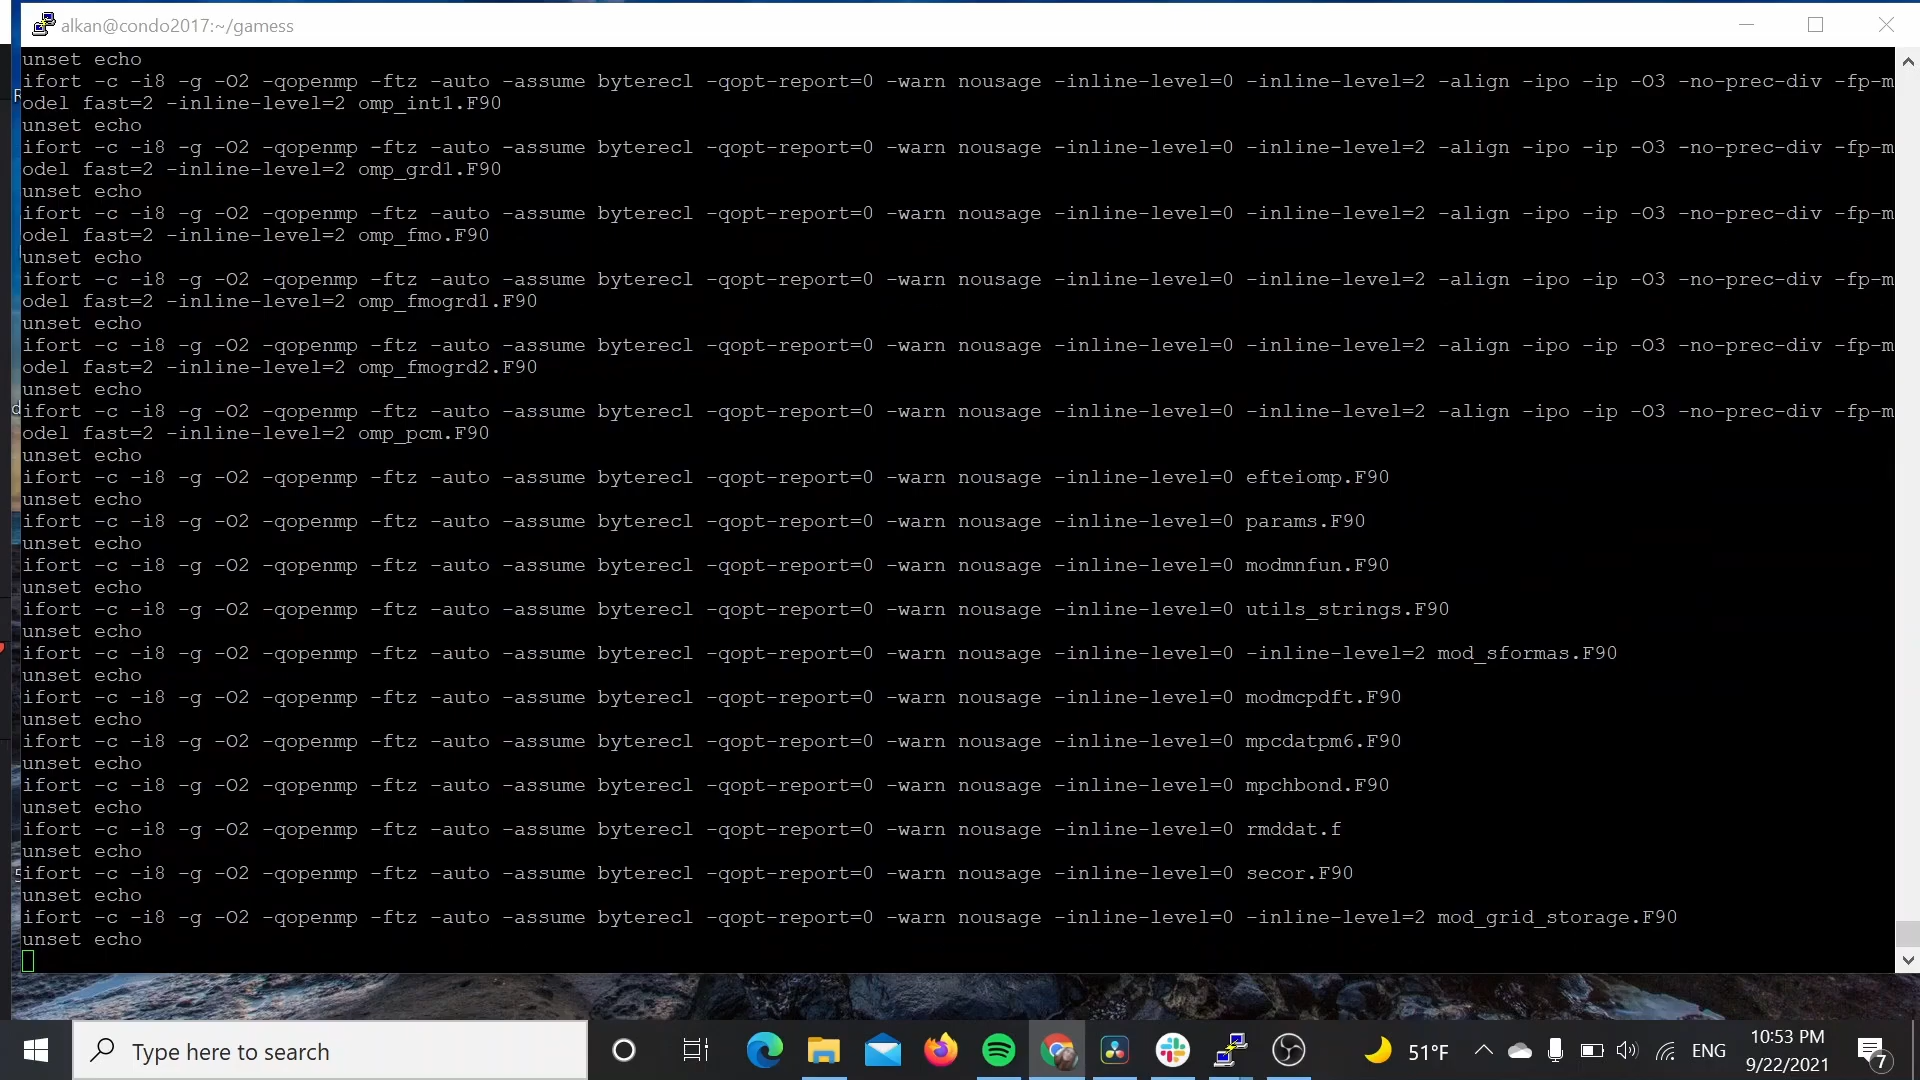 alkan@condo2017:~/gamess
unset echo
ifort -c -i8 -g -O2 -qopenmp -ftz -auto -assume byterecl -qopt-report=0 -warn nousage -inline-level=0 -inline-level=2 -align -ipo -ip -O3 -no-prec-div -fp-m
odel fast=2 -inline-level=2 omp_int1.F90
unset echo
ifort -c -i8 -g -O2 -qopenmp -ftz -auto -assume byterecl -qopt-report=0 -warn nousage -inline-level=0 -inline-level=2 -align -ipo -ip -O3 -no-prec-div -fp-m
odel fast=2 -inline-level=2 omp_grd1.F90
unset echo
ifort -c -i8 -g -O2 -qopenmp -ftz -auto -assume byterecl -qopt-report=0 -warn nousage -inline-level=0 -inline-level=2 -align -ipo -ip -O3 -no-prec-div -fp-m
odel fast=2 -inline-level=2 omp_fmo.F90
unset echo
ifort -c -i8 -g -O2 -qopenmp -ftz -auto -assume byterecl -qopt-report=0 -warn nousage -inline-level=0 -inline-level=2 -align -ipo -ip -O3 -no-prec-div -fp-m
odel fast=2 -inline-level=2 omp_fmogrd1.F90
unset echo
ifort -c -i8 -g -O2 -qopenmp -ftz -auto -assume byterecl -qopt-report=0 -warn nousage -inline-level=0 -inline-level=2 -align -ipo -ip -O3 -no-prec-div -fp-m
odel fast=2 -inline-level=2 omp_fmogrd2.F90
unset echo
ifort -c -i8 -g -O2 -qopenmp -ftz -auto -assume byterecl -qopt-report=0 -warn nousage -inline-level=0 -inline-level=2 -align -ipo -ip -O3 -no-prec-div -fp-m
odel fast=2 -inline-level=2 omp_pcm.F90
unset echo
ifort -c -i8 -g -O2 -qopenmp -ftz -auto -assume byterecl -qopt-report=0 -warn nousage -inline-level=0 efteiomp.F90
unset echo
ifort -c -i8 -g -O2 -qopenmp -ftz -auto -assume byterecl -qopt-report=0 -warn nousage -inline-level=0 params.F90
unset echo
ifort -c -i8 -g -O2 -qopenmp -ftz -auto -assume byterecl -qopt-report=0 -warn nousage -inline-level=0 modmnfun.F90
unset echo
ifort -c -i8 -g -O2 -qopenmp -ftz -auto -assume byterecl -qopt-report=0 -warn nousage -inline-level=0 utils_strings.F90
unset echo
ifort -c -i8 -g -O2 -qopenmp -ftz -auto -assume byterecl -qopt-report=0 -warn nousage -inline-level=0 -inline-level=2 mod_sformas.F90
unset echo
ifort -c -i8 -g -O2 -qopenmp -ftz -auto -assume byterecl -qopt-report=0 -warn nousage -inline-level=0 modmcpdft.F90
unset echo
ifort -c -i8 -g -O2 -qopenmp -ftz -auto -assume byterecl -qopt-report=0 -warn nousage -inline-level=0 mpcdatpm6.F90
unset echo
ifort -c -i8 -g -O2 -qopenmp -ftz -auto -assume byterecl -qopt-report=0 -warn nousage -inline-level=0 mpchbond.F90
unset echo
ifort -c -i8 -g -O2 -qopenmp -ftz -auto -assume byterecl -qopt-report=0 -warn nousage -inline-level=0 rmddat.f
unset echo
ifort -c -i8 -g -O2 -qopenmp -ftz -auto -assume byterecl -qopt-report=0 -warn nousage -inline-level=0 secor.F90
unset echo
ifort -c -i8 -g -O2 -qopenmp -ftz -auto -assume byterecl -qopt-report=0 -warn nousage -inline-level=0 -inline-level=2 mod_grid_storage.F90
unset echo
Type here to search
51°F
ENG
10:53 PM
9/22/2021
7